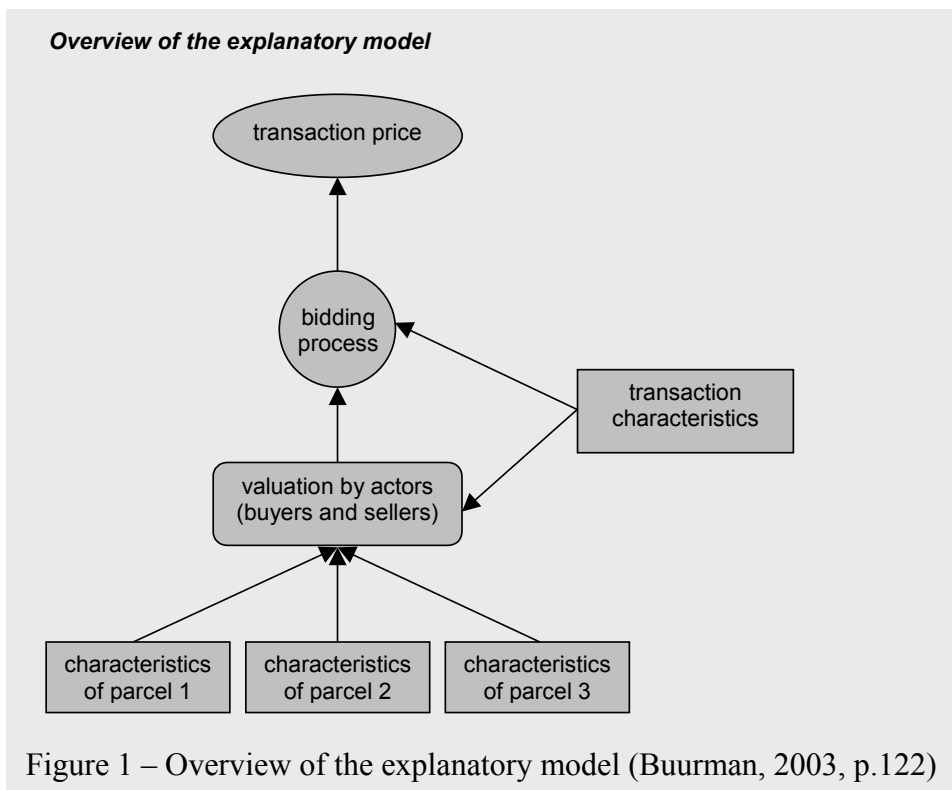 Overview of the explanatory model
transaction price
bidding
process
transaction
characteristics
valuation by actors
(buyers and sellers)
characteristics
of parcel 1
characteristics
of parcel 2
characteristics
of parcel 3
Figure 1 – Overview of the explanatory model (Buurman, 2003, p.122)